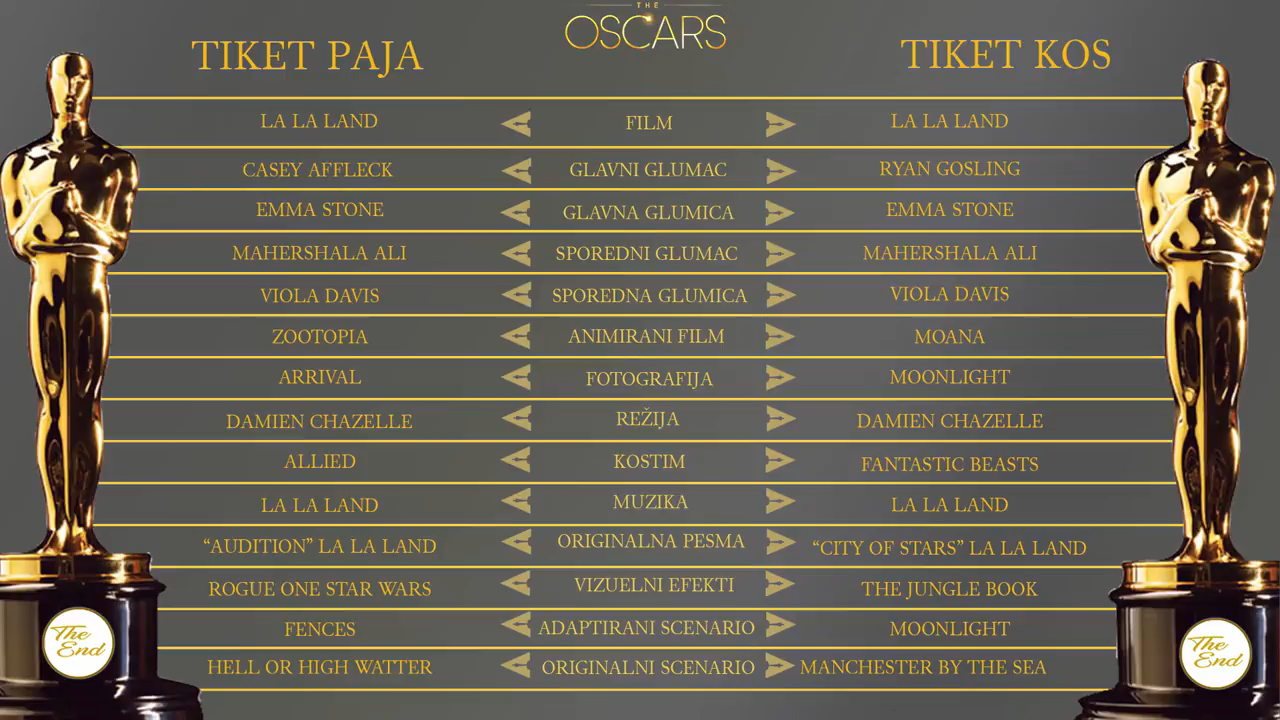 THE
OSCARS
TIKET PAJA TIKET KOS
LA LA LAND FILM LA LA LAND
CASEY AFFLECK GLAVNI GLUMAC RYAN GOSLING
EMMA STONE GLAVNA GLUMICA EMMA STONE
MAHERSHALA ALI SPOREDNI GLUMAC MAHERSHALA ALI
VIOLA DAVIS SPOREDNA GLUMICA VIOLA DAVIS
ZOOTOPIA ANIMIRANI FILM MOANA
ARRIVAL FOTOGRAFIJA MOONLIGHT
DAMIEN CHAZELLE REŽIJA DAMIEN CHAZELLE
ALLIED KOSTIM FANTASTIC BEASTS
LA LA LAND MUZIKA LA LA LAND
“AUDITION” LA LA LAND ORIGINALNA PESMA “CITY OF STARS” LA LA LAND
ROGUE ONE STAR WARS VIZUELNI EFEKTI THE JUNGLE BOOK
FENCES ADAPTIRANI SCENARIO MOONLIGHT
HELL OR HIGH WATTER ORIGINALNI SCENARIO MANCHESTER BY THE SEA
The
End
The
End